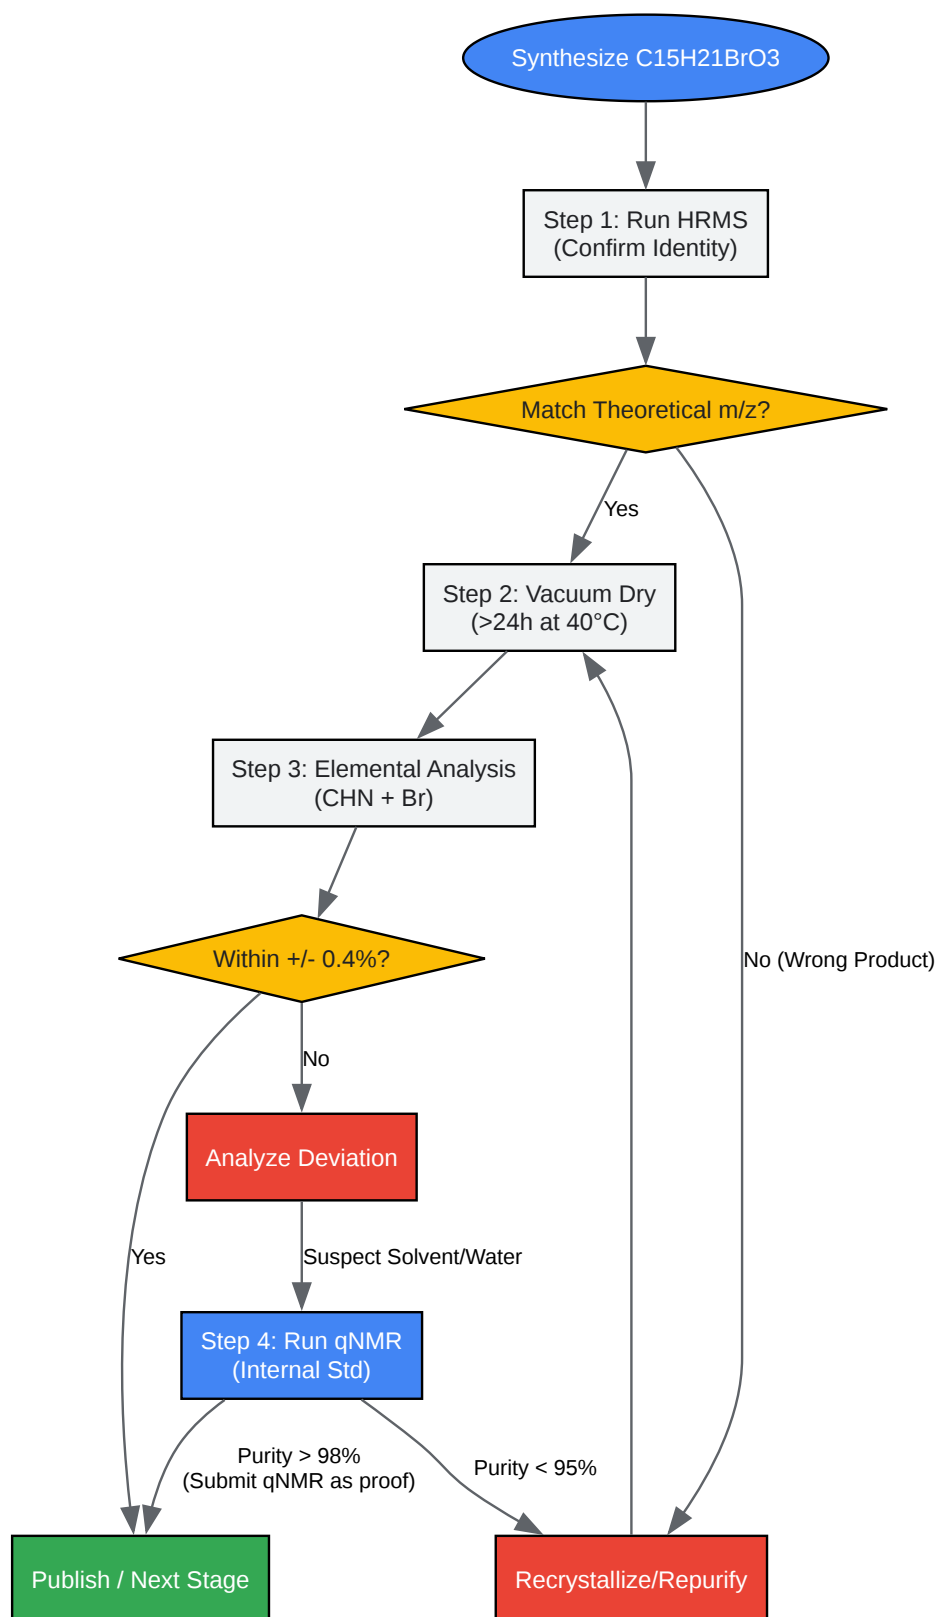 Synthesize C15H21BrO3
Step 1: Run HRMS
(Confirm Identity)
Match Theoretical m/z?
Yes
Step 2: Vacuum Dry
(>24h at 40°C)
Step 3: Elemental Analysis
(CHN + Br)
Within +/- 0.4%?
No (Wrong Product)
No
Analyze Deviation
Yes
Suspect Solvent/Water
Step 4: Run qNMR
(Internal Std)
Purity > 98%
(Submit qNMR as proof)
Purity < 95%
Publish / Next Stage
Recrystallize/Repurify